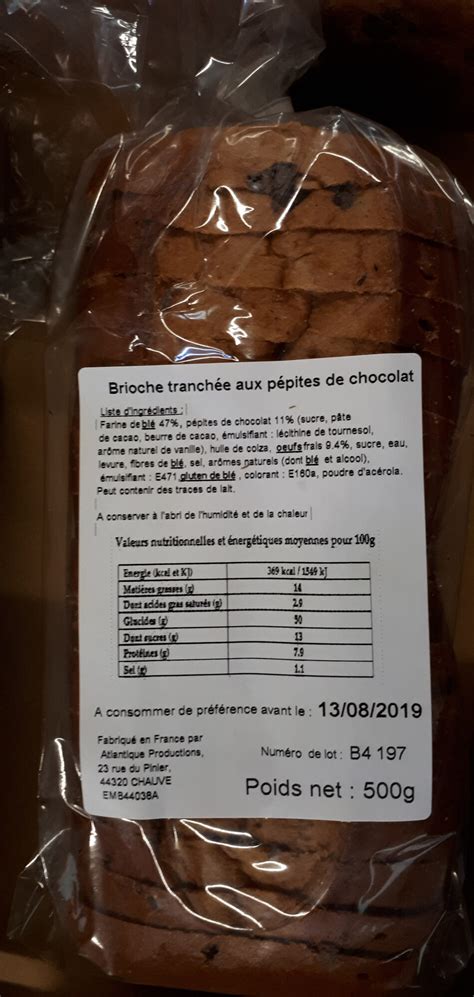 Brioche tranchée aux pépites de chocolat
Liste d'ingrédients :
Farine de blé 47%, pépites de chocolat 11% (sucre, pâte
de cacao, beurre de cacao, émulsifiant : lécithine de tournesol,
arôme naturel de vanille), huile de colza, oeufs frais 9.4%, sucre, eau,
levure, fibres de blé, sel, arômes naturels (dont blé et alcool),
émulsifiant : E471 gluten de blé , colorant : E160a, poudre d'acérola.
Peut contenir des traces de lait.
A conserver à l'abri de l'humidité et de la chaleur
Valeurs nutritionnelles et énergétiques moyennes pour 100g
Energie (kcal et KJ) 369 kcal / 1549 kJ
Matières grasses (g) 14
Dont acides gras saturés (g) 2.9
Glucides (g) 50
Dont sucres (g) 13
Protéines (g) 7.9
Sel (g) 1.1
A consommer de préférence avant le : 13/08/2019
Fabriqué en France par
Atlantique Productions,
23 rue du Pinier,
44320 CHAUVE
EMB44038A
Numéro de lot : B4 197
Poids net : 500g